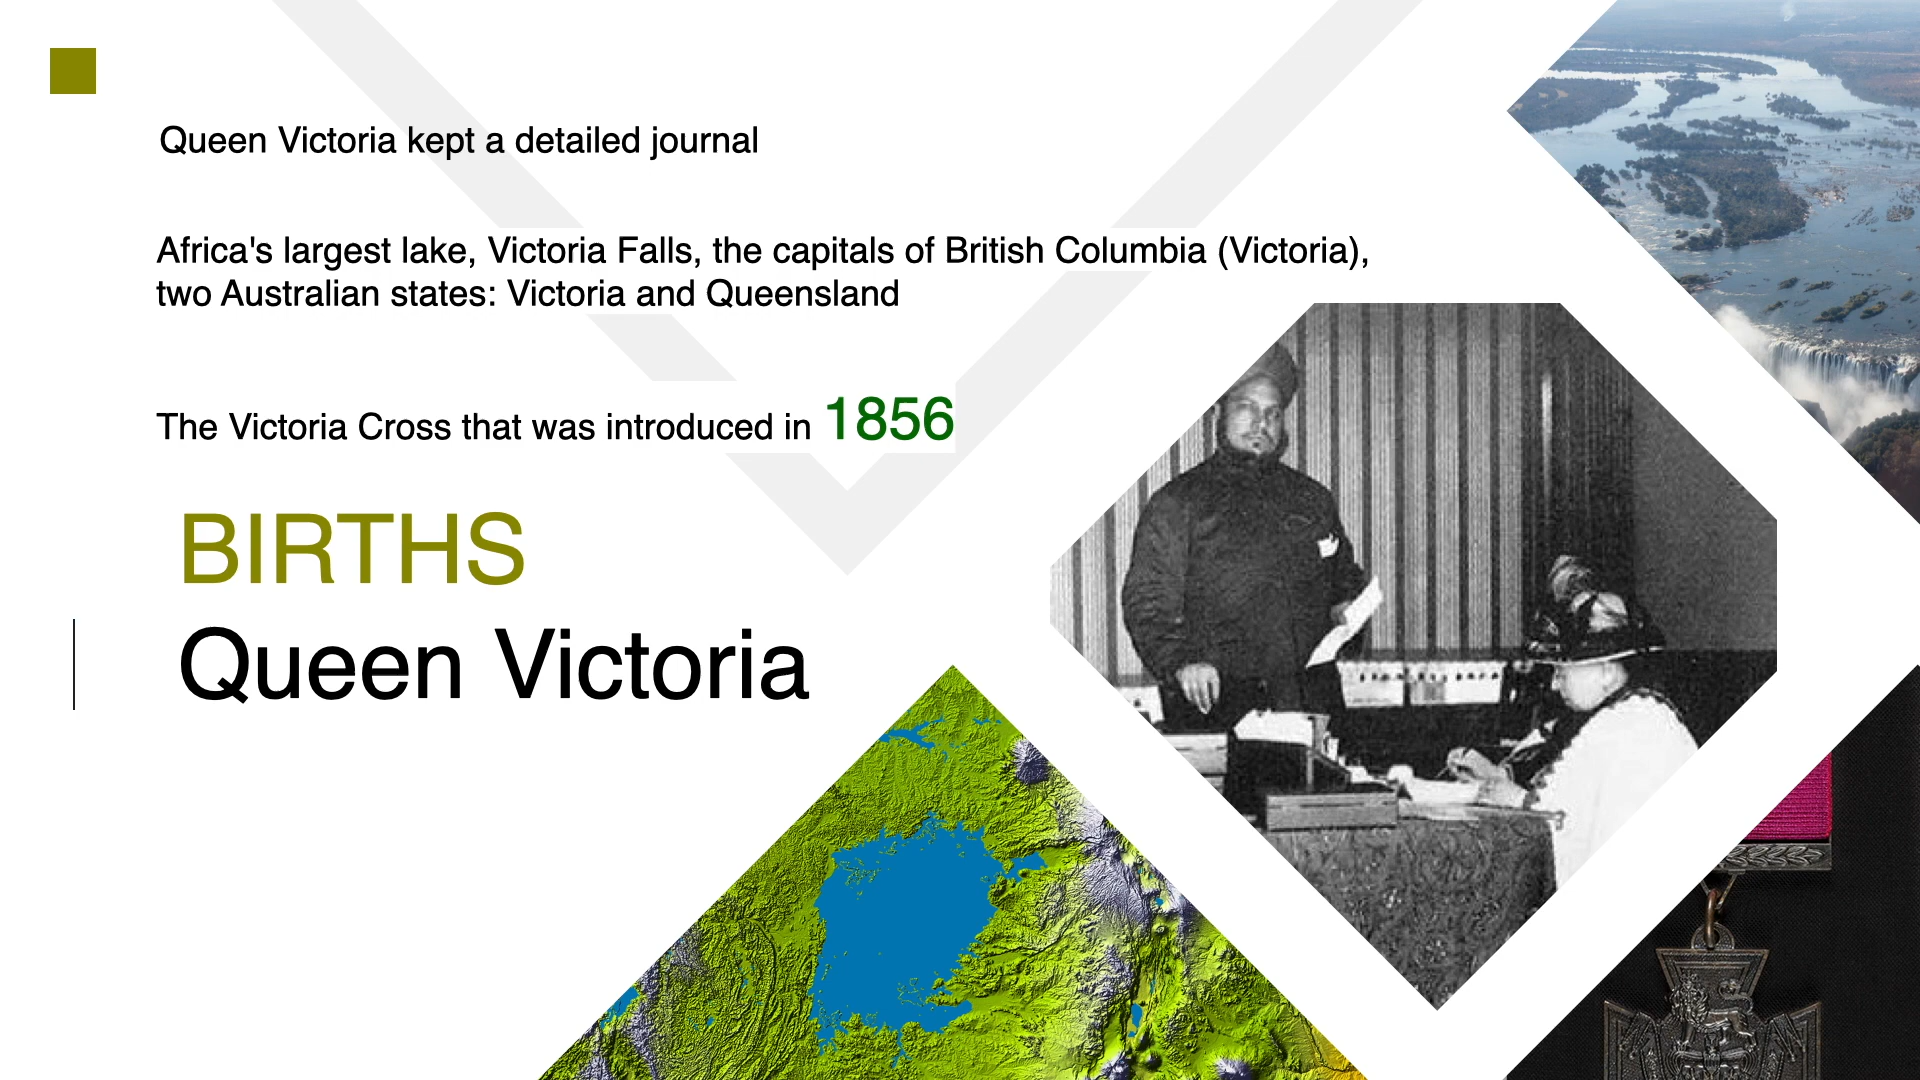 Queen Victoria kept a detailed journal
Africa's largest lake, Victoria Falls, the capitals of British Columbia (Victoria),
two Australian states: Victoria and Queensland
The Victoria Cross that was introduced in 1856
BIRTHS
Queen Victoria